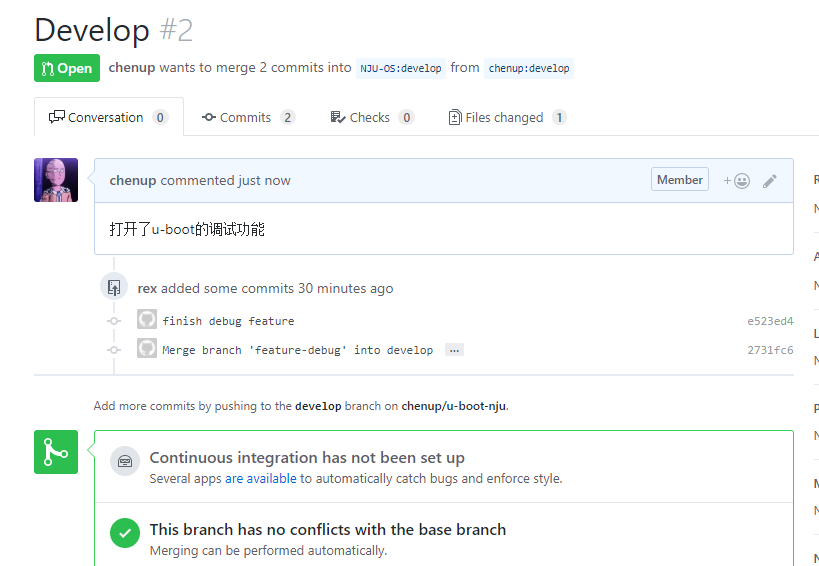 Develop #2
Open chenup wants to merge 2 commits into NJU-OS:develop from chenup:develop
Conversation 0 Commits 2 Checks 0 Files changed 1
chenup commented just now Member +
打开了u-boot的调试功能
rex added some commits 30 minutes ago
finish debug feature e523ed4
Merge branch 'feature-debug' into develop … 2731fc6
Add more commits by pushing to the develop branch on chenup/u-boot-nju.
Continuous integration has not been set up
Several apps are available to automatically catch bugs and enforce style.
This branch has no conflicts with the base branch
Merging can be performed automatically.